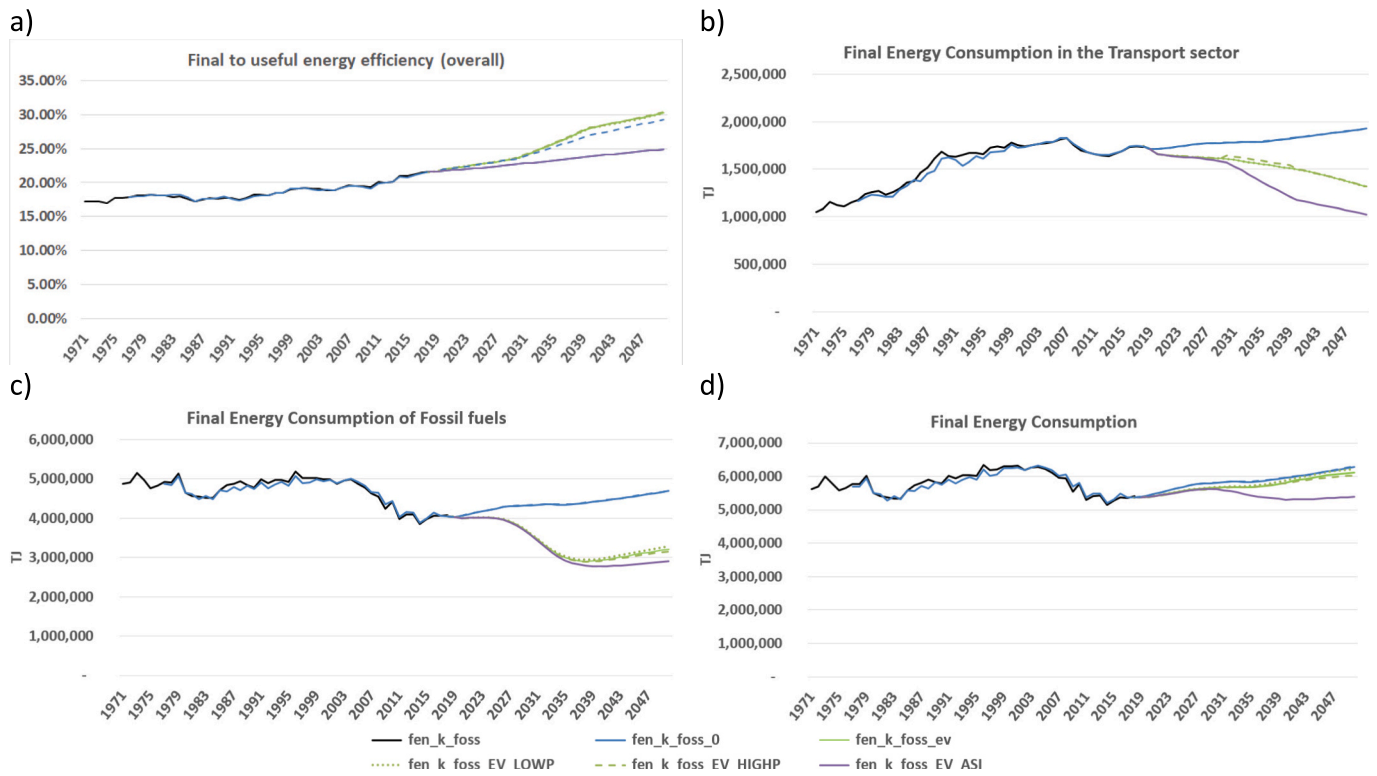 a)
Final to useful energy efficiency (overall)
35.00%
30.00%
25.00%
20.00%
15.00%
10.00%
5.00%
0.00%
1971 1975 1979 1983 1987 1991 1995 1999 2003 2007 2011 2015 2019 2023 2027 2031 2035 2039 2043 2047
b)
Final Energy Consumption in the Transport sector
2,500,000
2,000,000
1,500,000
1,000,000
500,000
-
TJ
1971 1975 1979 1983 1987 1991 1995 1999 2003 2007 2011 2015 2019 2023 2027 2031 2035 2039 2043 2047
c)
Final Energy Consumption of Fossil fuels
6,000,000
5,000,000
4,000,000
3,000,000
2,000,000
1,000,000
-
TJ
1971 1975 1979 1983 1987 1991 1995 1999 2003 2007 2011 2015 2019 2023 2027 2031 2035 2039 2043 2047
d)
Final Energy Consumption
7,000,000
6,000,000
5,000,000
4,000,000
3,000,000
2,000,000
1,000,000
-
TJ
1971 1975 1979 1983 1987 1991 1995 1999 2003 2007 2011 2015 2019 2023 2027 2031 2035 2039 2043 2047
fen_k_foss fen_k_foss_0 fen_k_foss_ev
fen_k_foss_EV_LOWP fen_k_foss_EV_HIGHP fen_k_foss_EV_ASI